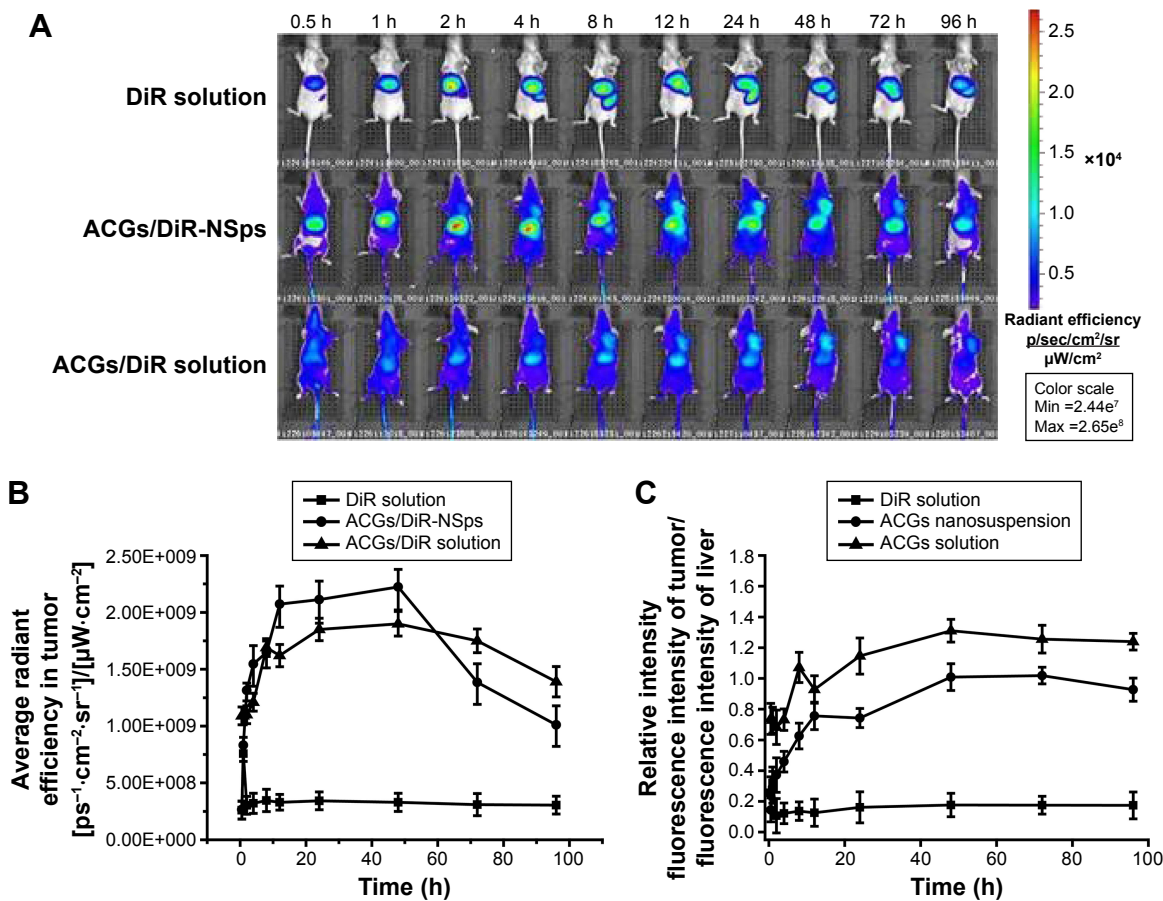 A
0.5 h 1 h 2 h 4 h 8 h 12 h 24 h 48 h 72 h 96 h
DiR solution
ACGs/DiR-NSps
ACGs/DiR solution
2.5
2.0
×10⁴
1.5
1.0
0.5
Radiant efficiency
p/sec/cm²/sr
µW/cm²
Color scale
Min =2.44e⁷
Max =2.65e⁸
B
DiR solution
ACGs/DiR-NSps
ACGs/DiR solution
Average radiant
efficiency in tumor
[ps⁻¹·cm⁻²·sr⁻¹]/[µW·cm⁻²]
2.50E+009
2.00E+009
1.50E+009
1.00E+009
5.00E+008
0.00E+000
0 20 40 60 80 100
Time (h)
C
DiR solution
ACGs nanosuspension
ACGs solution
Relative intensity
fluorescence intensity of tumor/
fluorescence intensity of liver
1.8
1.6
1.4
1.2
1.0
0.8
0.6
0.4
0.2
0.0
0 20 40 60 80 100
Time (h)